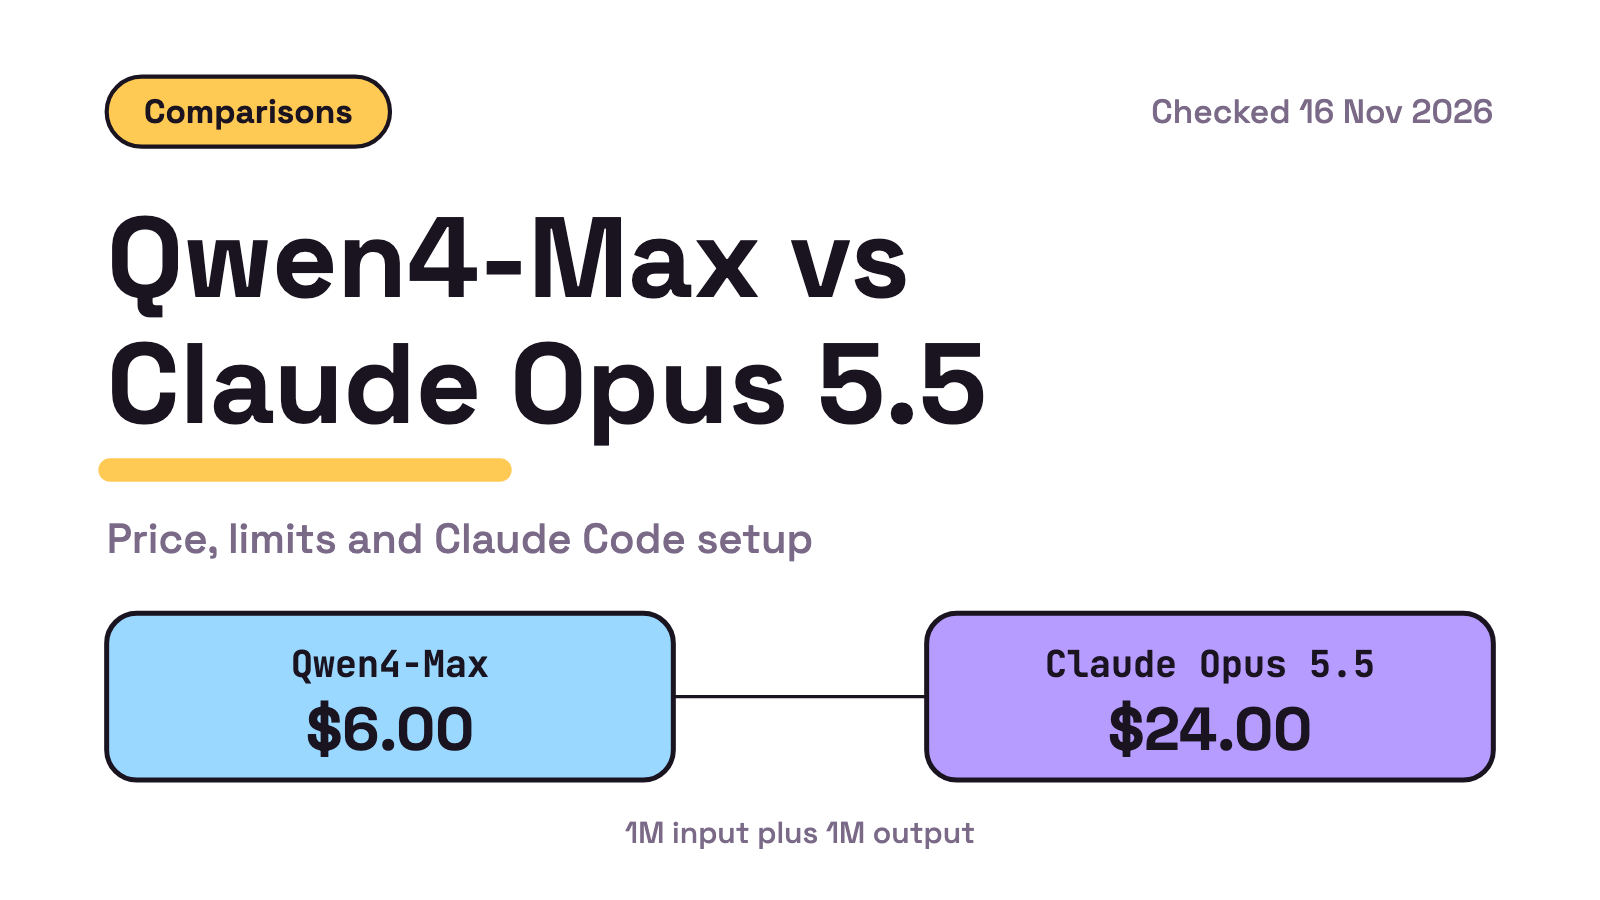 Comparisons
Checked 16 Nov 2026
Qwen4-Max vs
Claude Opus 5.5
Price, limits and Claude Code setup
Qwen4-Max
$6.00
Claude Opus 5.5
$24.00
1M input plus 1M output